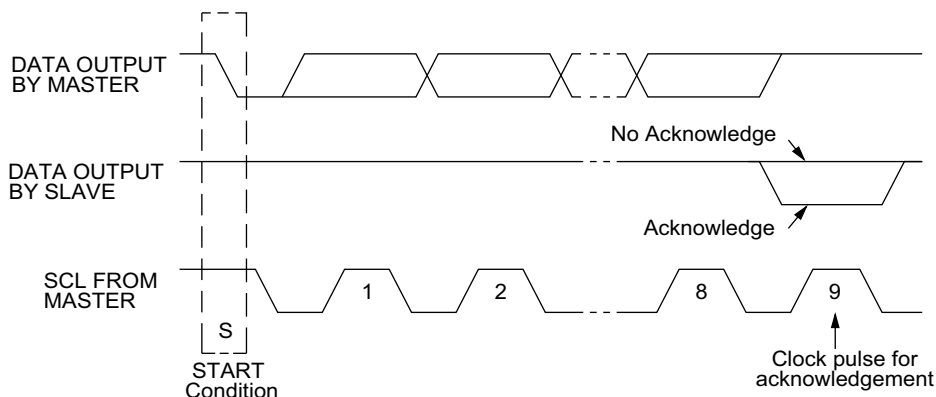 DATA OUTPUT
BY MASTER
No Acknowledge
DATA OUTPUT
BY SLAVE
Acknowledge
SCL FROM
MASTER
1
2
8
9
S
START
Condition
Clock pulse for
acknowledgement